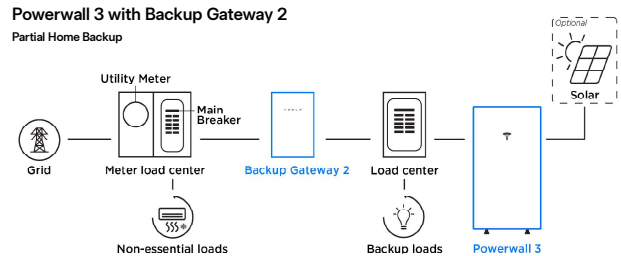 Powerwall 3 with Backup Gateway 2
Partial Home Backup
Optional
Solar
Utility Meter
Main
Breaker
TESLA
Grid
Meter load center
Backup Gateway 2
Load center
Non-essential loads
Backup loads
Powerwall 3